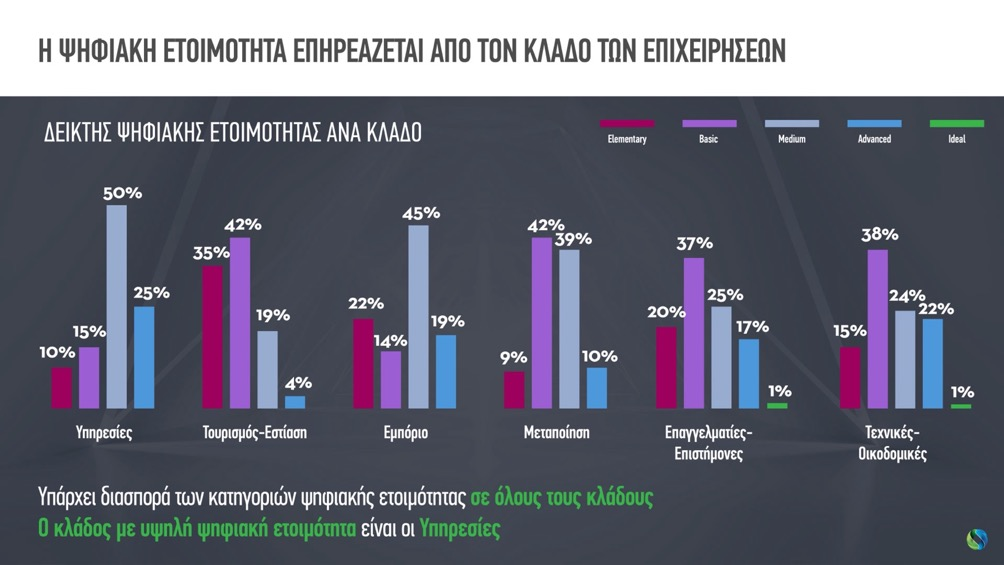 Η ΨΗΦΙΑΚΗ ΕΤΟΙΜΟΤΗΤΑ ΕΠΗΡΕΑΖΕΤΑΙ ΑΠΟ ΤΟΝ ΚΛΑΔΟ ΤΩΝ ΕΠΙΧΕΙΡΗΣΕΩΝ
ΔΕΙΚΤΗΣ ΨΗΦΙΑΚΗΣ ΕΤΟΙΜΟΤΗΤΑΣ ΑΝΑ ΚΛΑΔΟ
Elementary Basic Medium Advanced Ideal
10% 15% 50% 25%
35% 42% 19% 4%
22% 14% 45% 19%
9% 42% 39% 10%
20% 37% 25% 17% 1%
15% 38% 24% 22% 1%
Υπηρεσίες
Τουρισμός-Εστίαση
Εμπόριο
Μεταποίηση
Επαγγελματίες-
Επιστήμονες
Τεχνικές-
Οικοδομικές
Υπάρχει διασπορά των κατηγοριών ψηφιακής ετοιμότητας σε όλους τους κλάδους
Ο κλάδος με υψηλή ψηφιακή ετοιμότητα είναι οι Υπηρεσίες